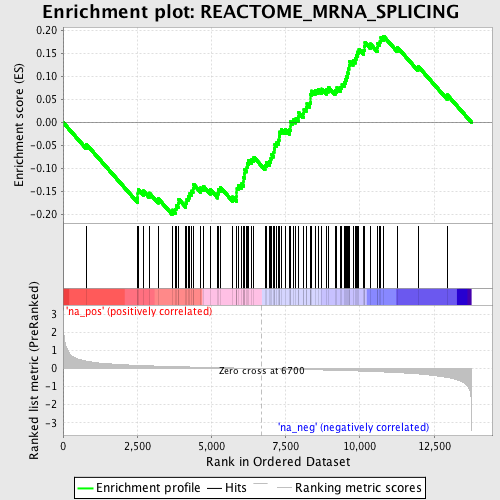 Enrichment plot: REACTOME_MRNA_SPLICING
Enrichment score (ES)
0.20
0.15
0.10
0.05
0.00
-0.05
-0.10
-0.15
-0.20
'na_pos' (positively correlated)
Ranked list metric (PreRanked)
3
2
1
0
-1
-2
-3
Zero cross at 6700
'na_neg' (negatively correlated)
0 2,500 5,000 7,500 10,000 12,500
Rank in Ordered Dataset
Enrichment profile Hits Ranking metric scores